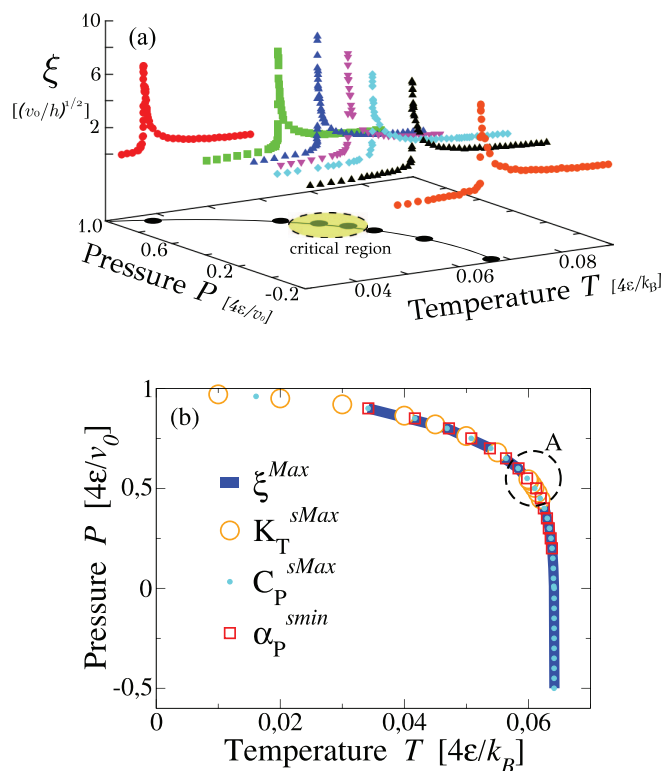 (a)
10
6
2
ξ
[(v₀/h)^1/2]
1.0
0.6
0.2
-0.2
Pressure P [4ε/v₀]
critical region
0.04
0.06
0.08
Temperature T [4ε/k_B]
(b)
A
1
0,5
0
-0,5
Pressure P [4ε/v₀]
ξ^Max
K_T^sMax
C_P^sMax
α_P^smin
0
0,02
0,04
0,06
Temperature T [4ε/k_B]